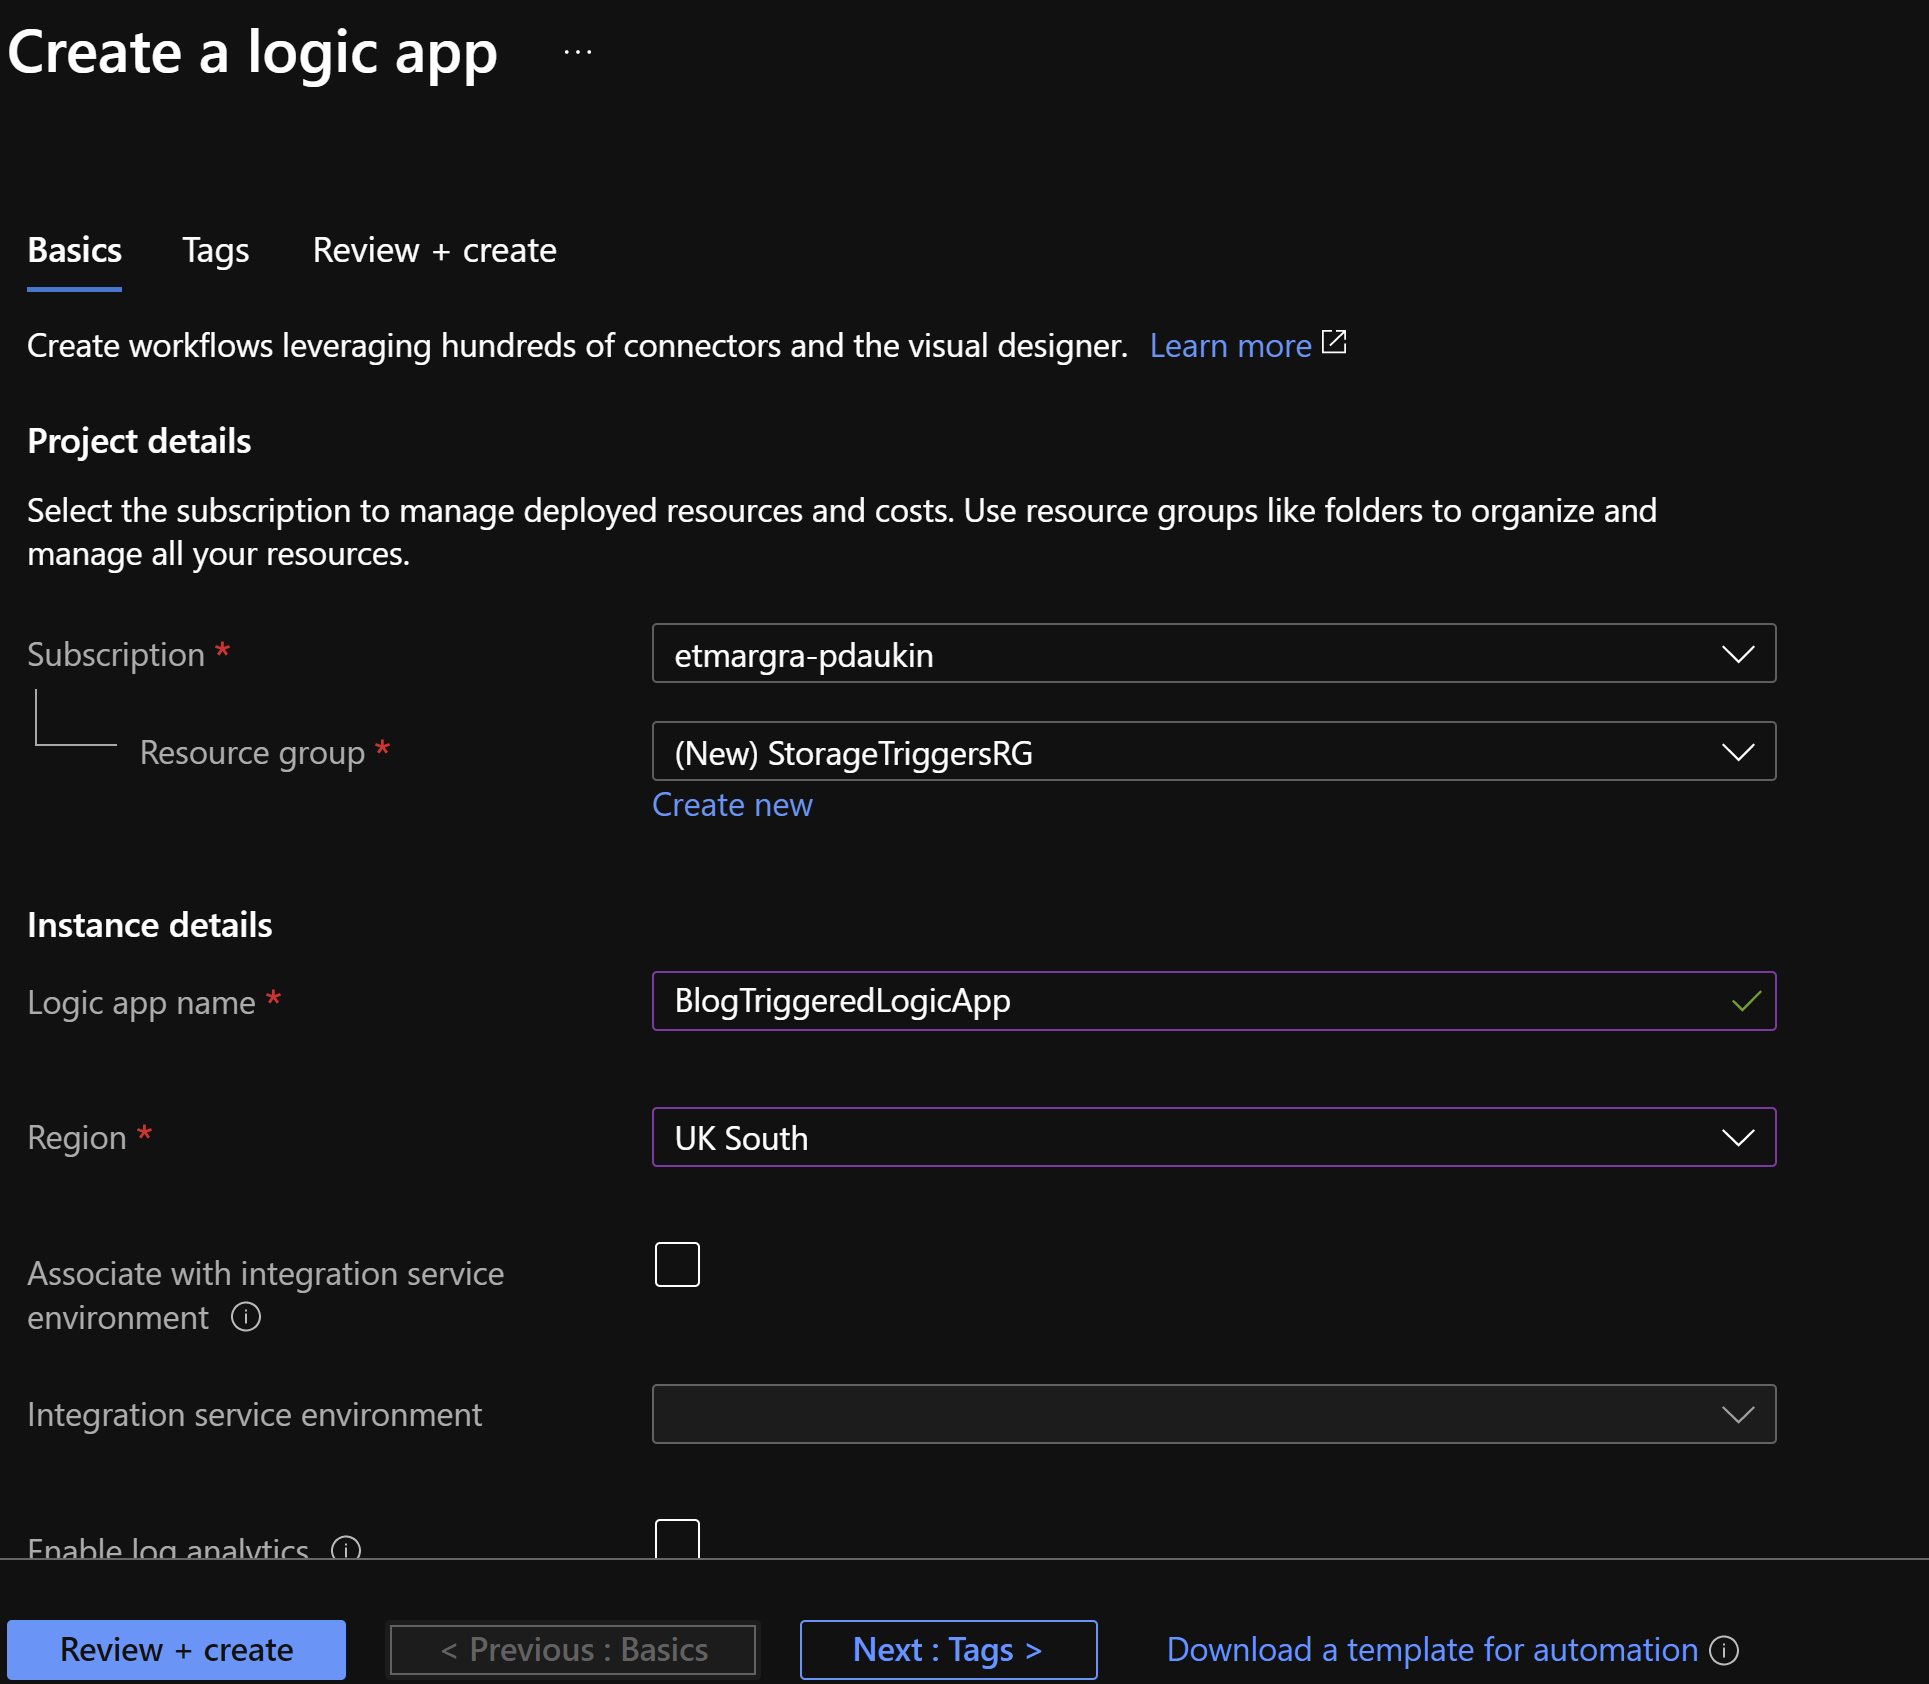 Create a logic app ...
Basics Tags Review + create
Create workflows leveraging hundreds of connectors and the visual designer. Learn more
Project details
Select the subscription to manage deployed resources and costs. Use resource groups like folders to organize and
manage all your resources.
Subscription * etmargra-pdaukin
Resource group * (New) StorageTriggersRG
Create new
Instance details
Logic app name * BlogTriggeredLogicApp
Region * UK South
Associate with integration service
environment
Integration service environment
Enable log analytics
Review + create < Previous : Basics Next : Tags > Download a template for automation